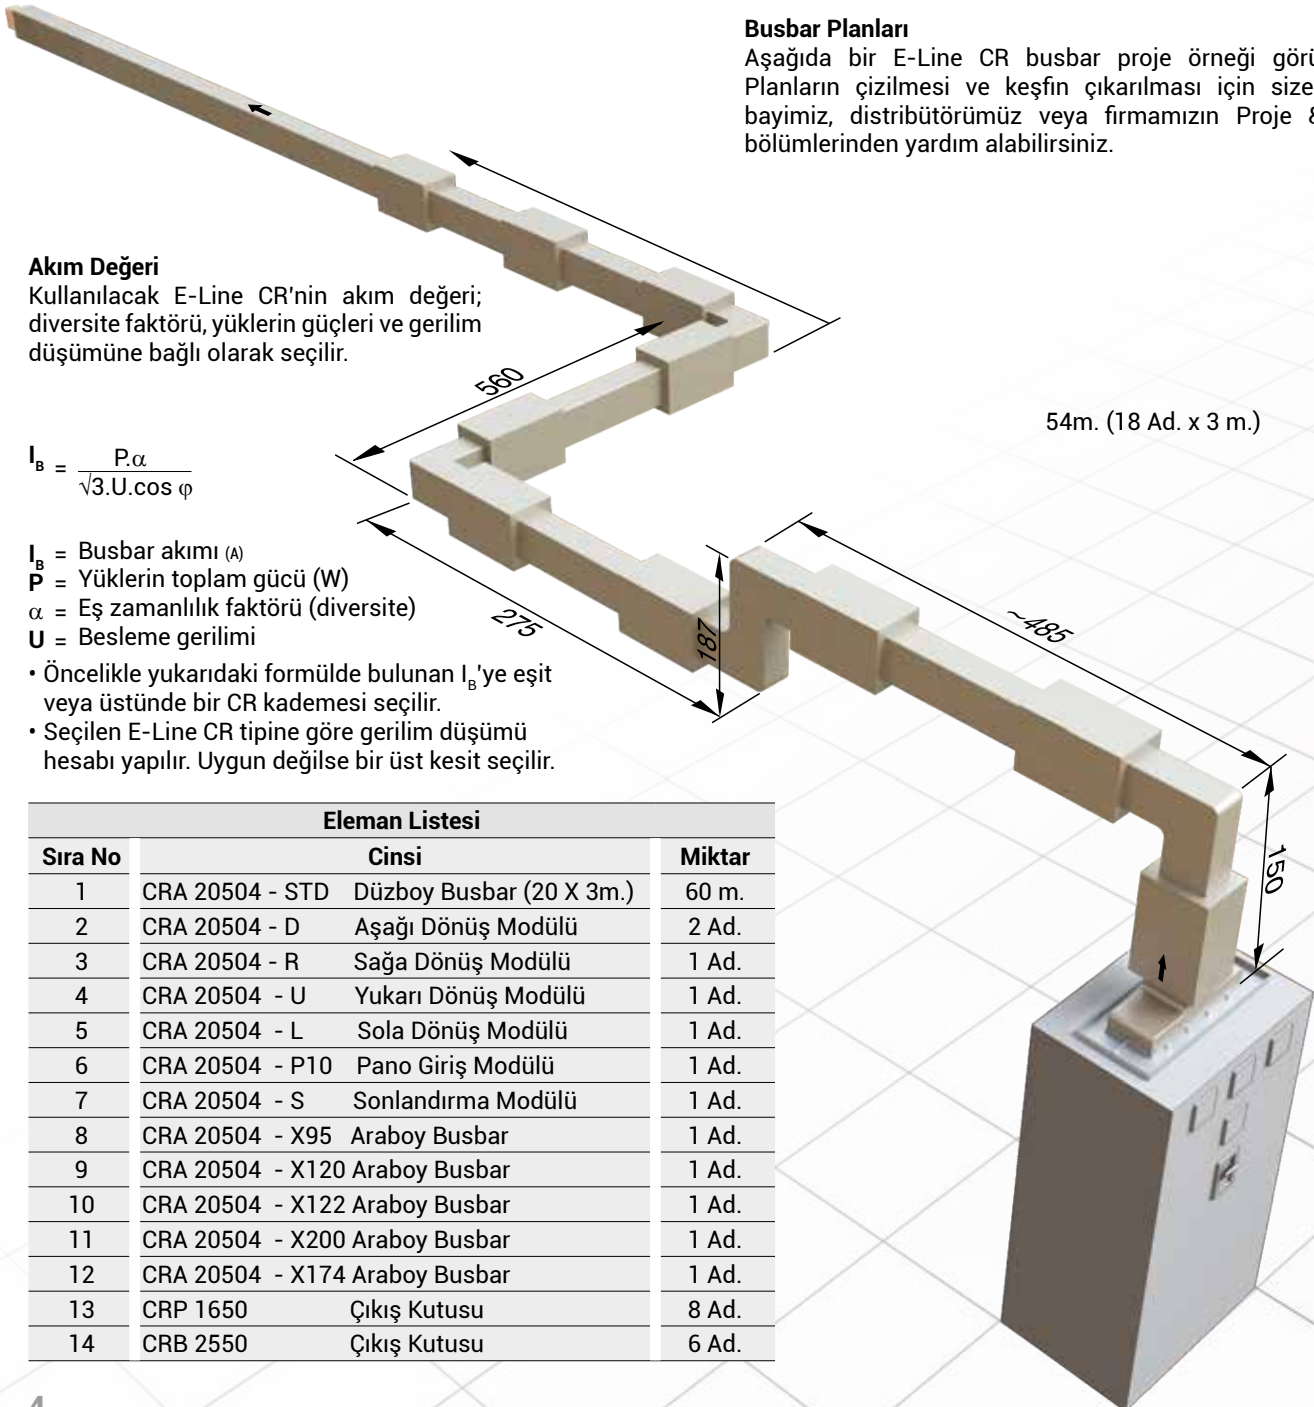 Busbar Planları
Aşağıda bir E-Line CR busbar proje örneği
Planların çizilmesi ve keşfin çıkarılması için size
bayimiz, distribütörümüz veya firmamızın Proje
bölümlerinden yardım alabilirsiniz.
Akım Değeri
Kullanılacak E-Line CR'nin akım değeri;
diversite faktörü, yüklerin güçleri ve gerilim
düşümüne bağlı olarak seçilir.
560
54m. (18 Ad. x 3 m.)
I_B = P.α / √3.U.cos φ
I_B = Busbar akımı (A)
P = Yüklerin toplam gücü (W)
α = Eş zamanlılık faktörü (diversite)
U = Besleme gerilimi
275
187
~485
150
• Öncelikle yukarıdaki formülde bulunan I_B'ye eşit
veya üstünde bir CR kademesi seçilir.
• Seçilen E-Line CR tipine göre gerilim düşümü
hesabı yapılır. Uygun değilse bir üst kesit seçilir.
Eleman Listesi
Sıra No Cinsi Miktar
1 CRA 20504 - STD Düzboy Busbar (20 X 3m.) 60 m.
2 CRA 20504 - D Aşağı Dönüş Modülü 2 Ad.
3 CRA 20504 - R Sağa Dönüş Modülü 1 Ad.
4 CRA 20504 - U Yukarı Dönüş Modülü 1 Ad.
5 CRA 20504 - L Sola Dönüş Modülü 1 Ad.
6 CRA 20504 - P10 Pano Giriş Modülü 1 Ad.
7 CRA 20504 - S Sonlandırma Modülü 1 Ad.
8 CRA 20504 - X95 Araboy Busbar 1 Ad.
9 CRA 20504 - X120 Araboy Busbar 1 Ad.
10 CRA 20504 - X122 Araboy Busbar 1 Ad.
11 CRA 20504 - X200 Araboy Busbar 1 Ad.
12 CRA 20504 - X174 Araboy Busbar 1 Ad.
13 CRP 1650 Çıkış Kutusu 8 Ad.
14 CRB 2550 Çıkış Kutusu 6 Ad.